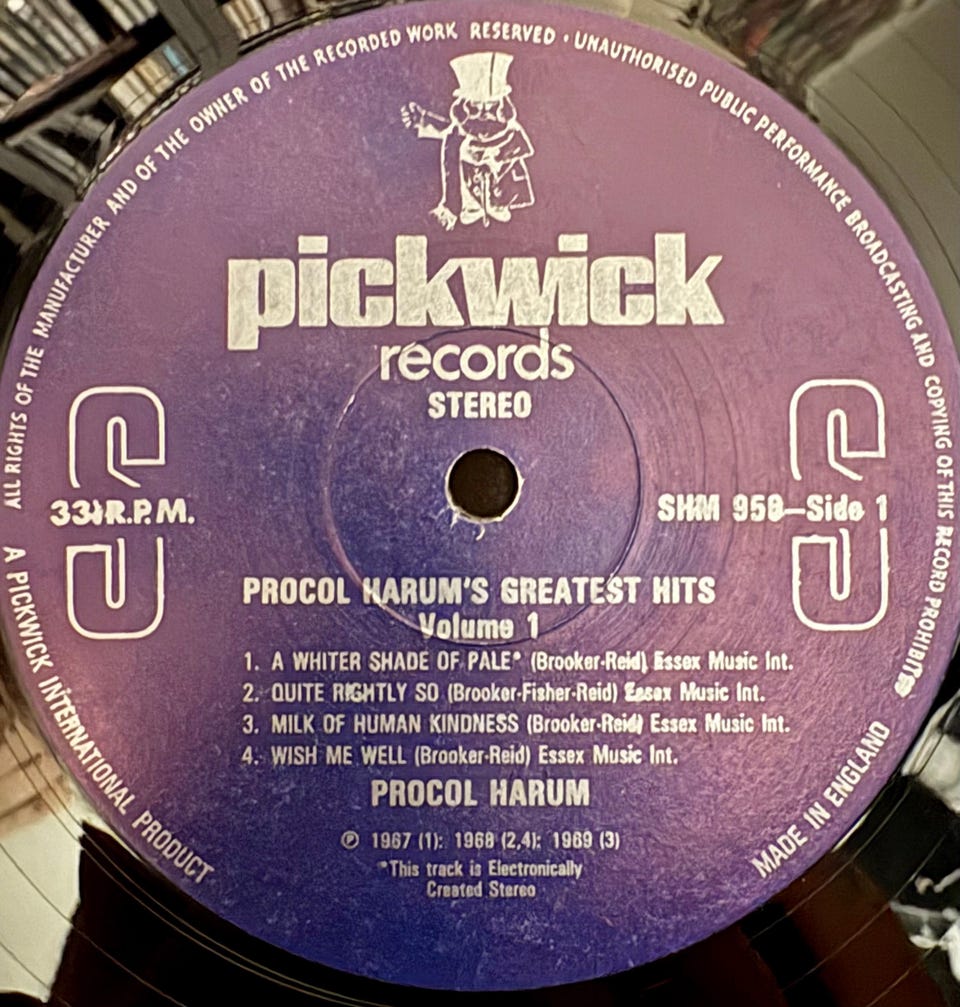 ALL RIGHTS OF THE MANUFACTURER AND OF THE OWNER OF THE RECORDED WORK RESERVED · UNAUTHORISED PUBLIC PERFORMANCE BROADCASTING AND COPYING OF THIS RECORD PROHIBITED
pickwick
records
STEREO
33⅓ R.P.M.
SHM 956—Side 1
PROCOL HARUM'S GREATEST HITS
Volume 1
1. A WHITER SHADE OF PALE* (Brooker-Reid) Essex Music Int.
2. QUITE RIGHTLY SO (Brooker-Fisher-Reid) Essex Music Int.
3. MILK OF HUMAN KINDNESS (Brooker-Reid) Essex Music Int.
4. WISH ME WELL (Brooker-Reid) Essex Music Int.
PROCOL HARUM
℗ 1967 (1): 1968 (2,4): 1969 (3)
*This track is Electronically
Created Stereo
A PICKWICK INTERNATIONAL PRODUCT
MADE IN ENGLAND